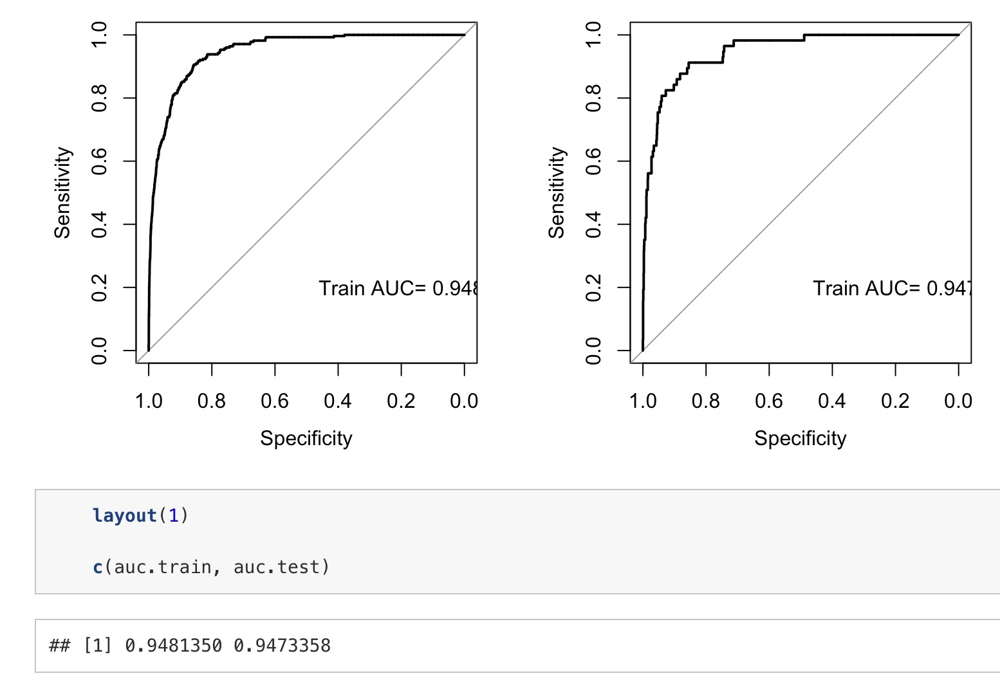 1.0
0.8
0.6
0.4
0.2
0.0
Sensitivity
Train AUC= 0.948
1.0 0.8 0.6 0.4 0.2 0.0
Specificity
1.0
0.8
0.6
0.4
0.2
0.0
Sensitivity
Train AUC= 0.947
1.0 0.8 0.6 0.4 0.2 0.0
Specificity
layout(1)
c(auc.train, auc.test)
## [1] 0.9481350 0.9473358